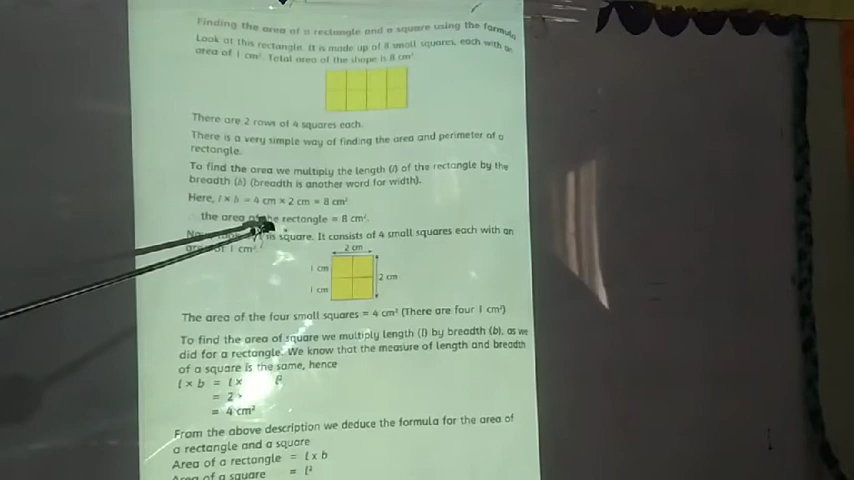 Finding the area of a rectangle and a square using the formula
Look at this rectangle. It is made up of 8 small squares, each with an
area of 1 cm². Total area of the shape is 8 cm²
There are 2 rows of 4 squares each.
There is a very simple way of finding the area and perimeter of a
rectangle.
To find the area we multiply the length (l) of the rectangle by the
breadth (b) (breadth is another word for width).
Here, l × b = 4 cm × 2 cm = 8 cm²
the area of the rectangle = 8 cm².
this square. It consists of 4 small squares each with an
area of 1 cm².
2 cm
1 cm
2 cm
1 cm
The area of the four small squares = 4 cm² (There are four 1 cm²)
To find the area of square we multiply length (l) by breadth (b), as we
did for a rectangle. We know that the measure of length and breadth
of a square is the same, hence
l × b = l × l²
= 2 ×
= 4 cm²
From the above description we deduce the formula for the area of
a rectangle and a square
Area of a rectangle = l × b
Area of a square = l²